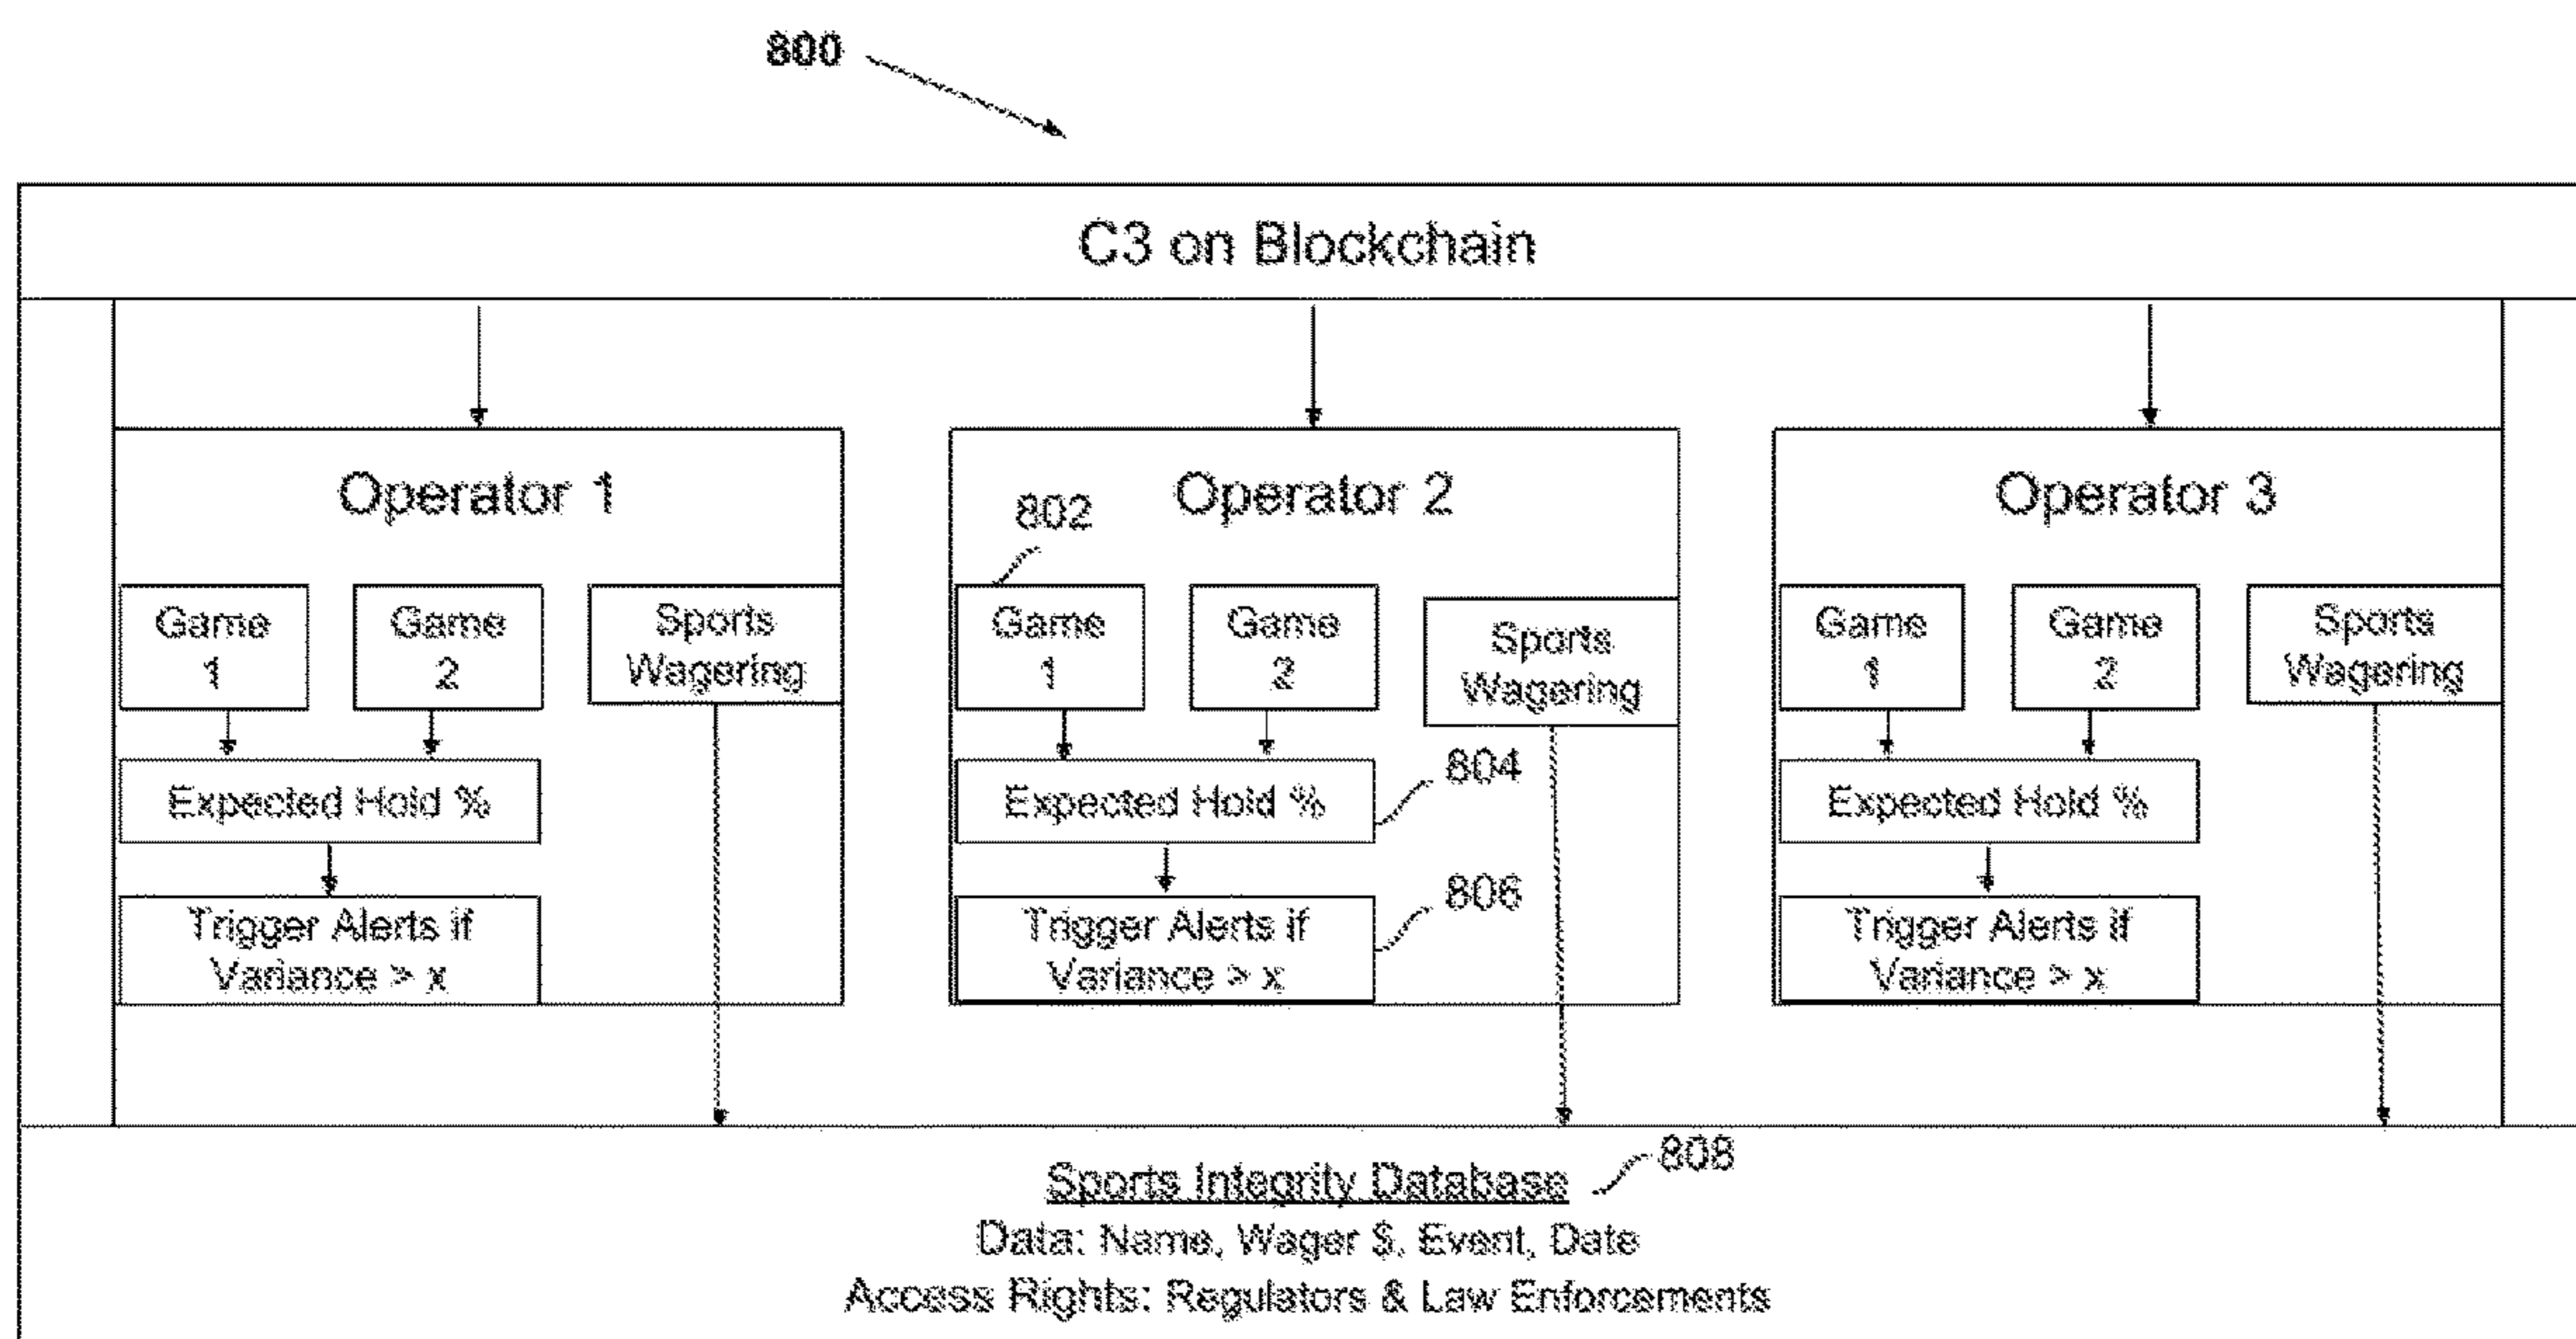 800
C3 on Blockchain
Operator 1
Game
1
Game
2
Sports
Wagering
Expected Hold %
Trigger Alerts if
Variance > x
Operator 2
802
Game
1
Game
2
Sports
Wagering
Expected Hold %
804
Trigger Alerts if
Variance > x
806
Operator 3
Game
1
Game
2
Sports
Wagering
Expected Hold %
Trigger Alerts if
Variance > x
Sports Integrity Database
808
Data: Name, Wager $, Event, Date
Access Rights: Regulators & Law Enforcements